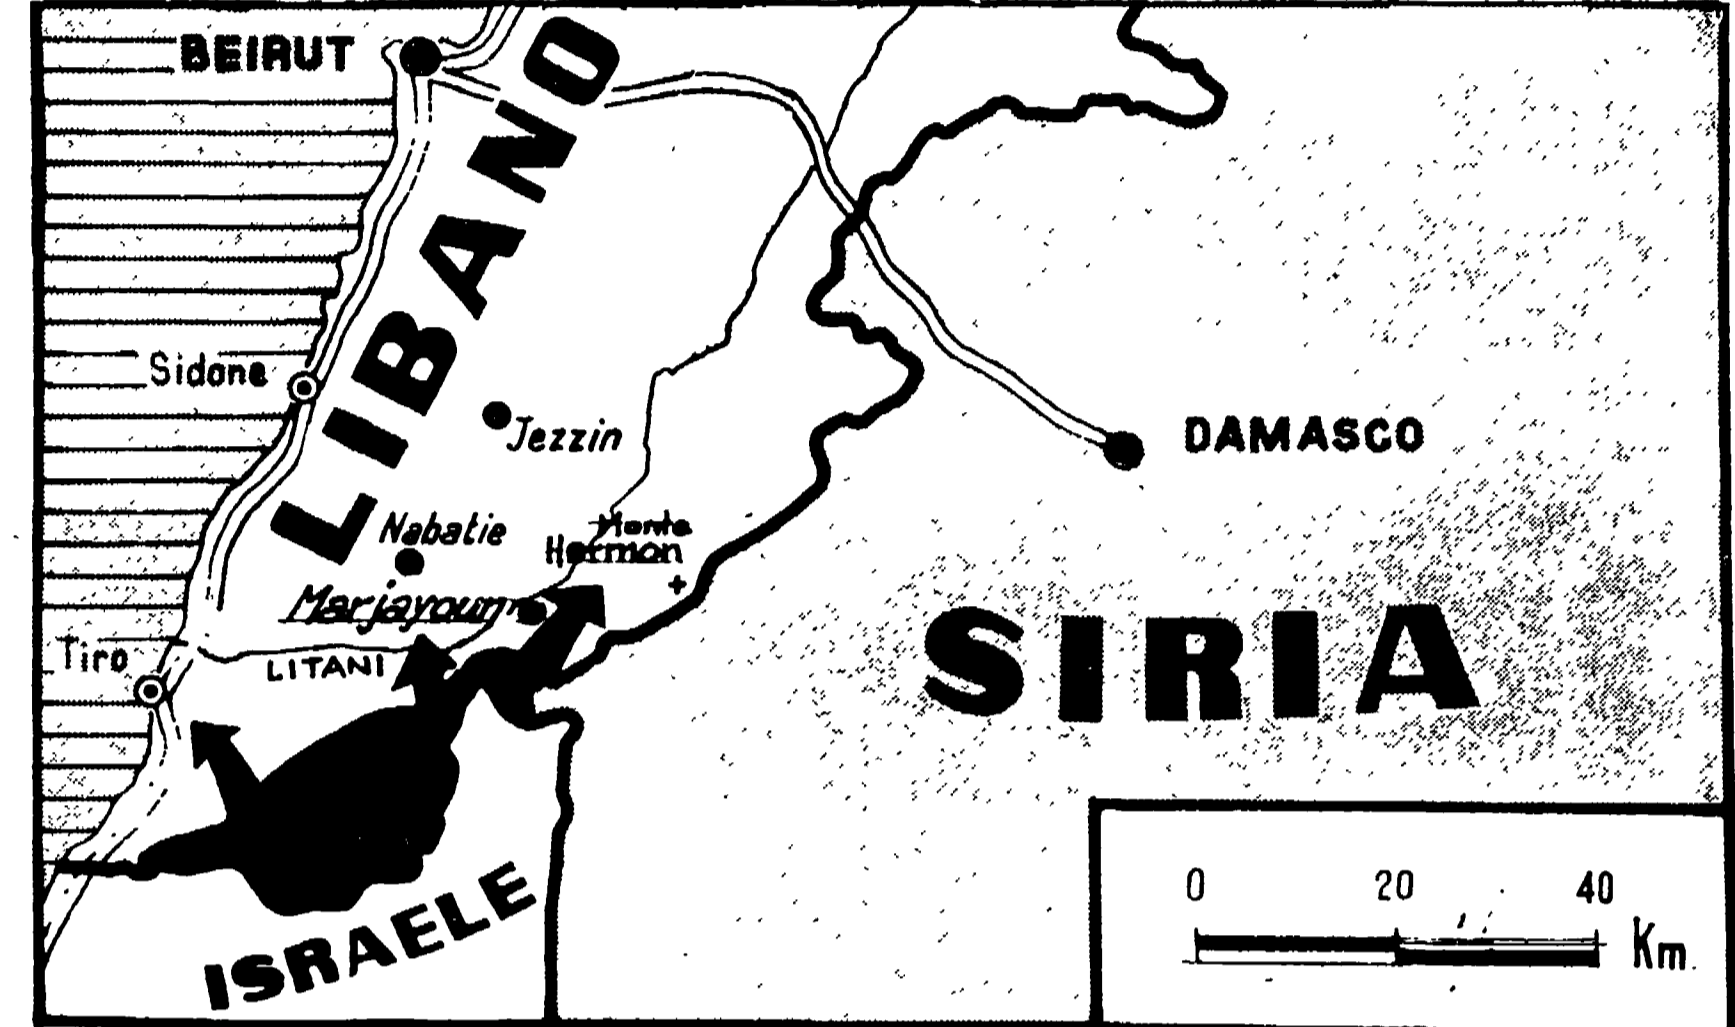 BEIRUT
LIBANO
Sidone
Jezzin
DAMASCO
Nabatie
Monte
Hermon
Marjayoun
SIRIA
Tiro
LITANI
ISRAELE
0 20 40
Km.